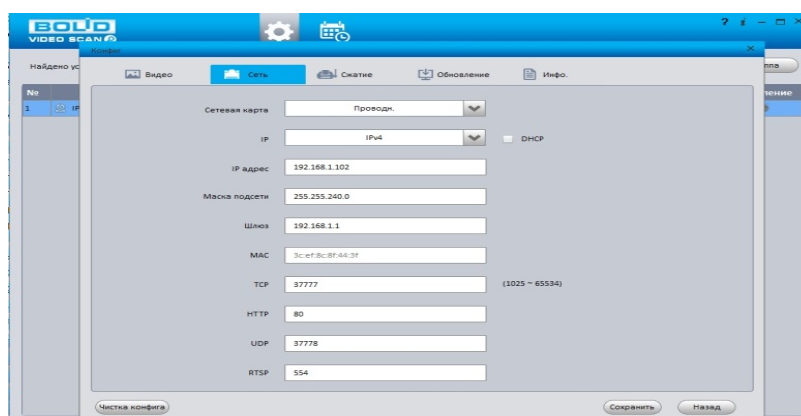 BOLID
VIDEO SCAN
? i
Конфиг
Найдено ус
ппа
Видео Сеть Сжатие Обновление Инфо.
№ ление
1 IP
Сетевая карта Проводн.
IP IPv4 DHCP
IP адрес 192.168.1.102
Маска подсети 255.255.240.0
Шлюз 192.168.1.1
MAC 3c:ef:8c:8f:44:3f
TCP 37777 (1025 ~ 65534)
HTTP 80
UDP 37778
RTSP 554
Чистка конфига Сохранить Назад